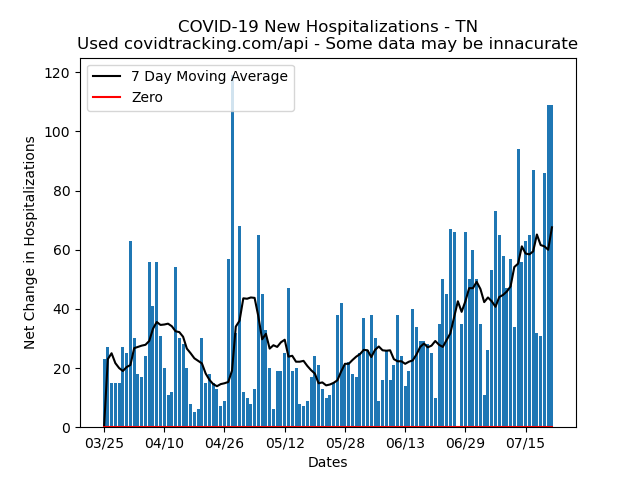 COVID-19 New Hospitalizations - TN
Used covidtracking.com/api - Some data may be innacurate
7 Day Moving Average
Zero
120
100
80
60
40
20
0
Net Change in Hospitalizations
03/25 04/10 04/26 05/12 05/28 06/13 06/29 07/15
Dates